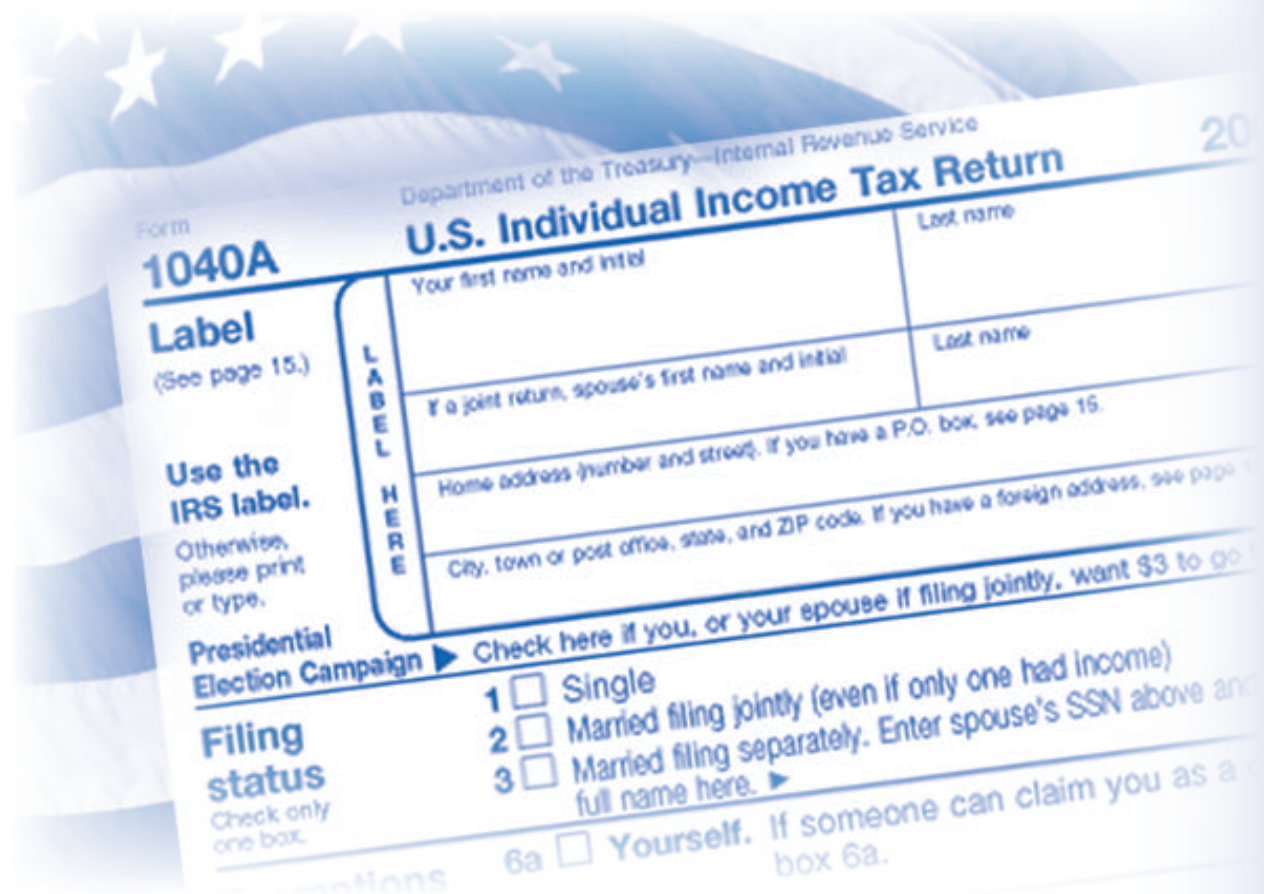 Form
1040A
Department of the Treasury—Internal Revenue Service
U.S. Individual Income Tax Return
20
Label
(See page 15.)
LABEL HERE
Your first name and initial
Last name
If a joint return, spouse's first name and initial
Last name
Home address (number and street). If you have a P.O. box, see page 15.
City, town or post office, state, and ZIP code. If you have a foreign address, see page
Use the
IRS label.
Otherwise,
please print
or type.
Presidential
Election Campaign ▶ Check here if you, or your spouse if filing jointly, want $3 to go
Filing
status
Check only
one box.
1 Single
2 Married filing jointly (even if only one had income)
3 Married filing separately. Enter spouse's SSN above and
full name here. ▶
6a Yourself. If someone can claim you as a
box 6a.